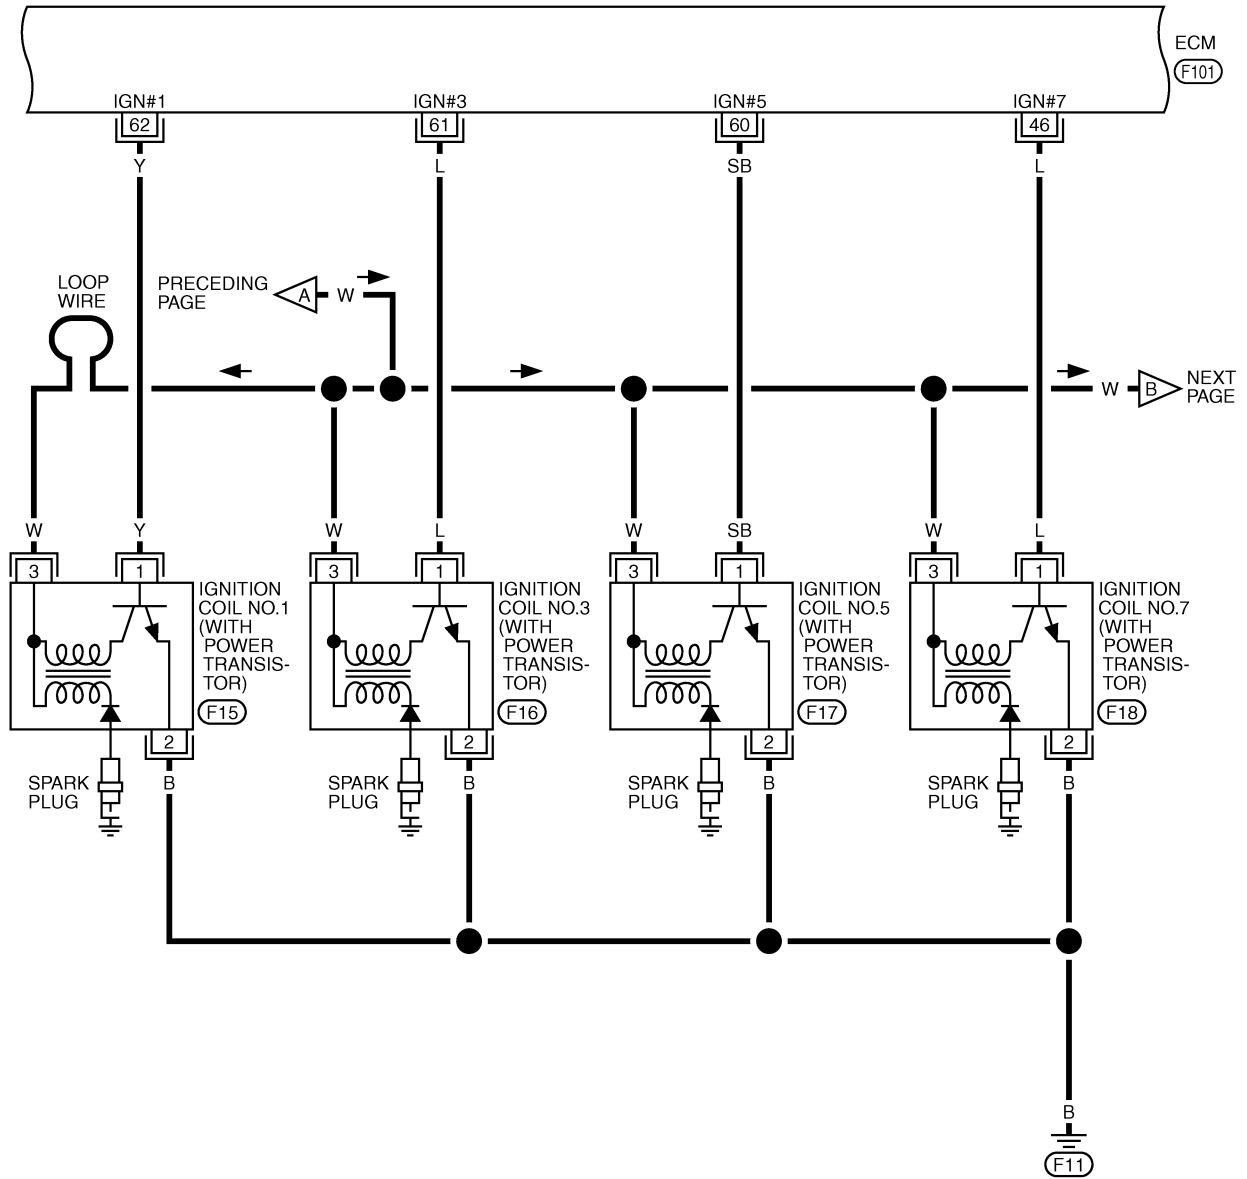 ECM
F101
IGN#1
IGN#3
IGN#5
IGN#7
62
61
60
46
Y
L
SB
L
LOOP
WIRE
PRECEDING
PAGE
A
W
W
B
NEXT
PAGE
W
Y
W
L
W
SB
W
L
3
1
3
1
3
1
3
1
IGNITION
COIL NO.1
(WITH
POWER
TRANSIS-
TOR)
F15
IGNITION
COIL NO.3
(WITH
POWER
TRANSIS-
TOR)
F16
IGNITION
COIL NO.5
(WITH
POWER
TRANSIS-
TOR)
F17
IGNITION
COIL NO.7
(WITH
POWER
TRANSIS-
TOR)
F18
2
2
2
2
SPARK
PLUG
B
SPARK
PLUG
B
SPARK
PLUG
B
SPARK
PLUG
B
B
F11